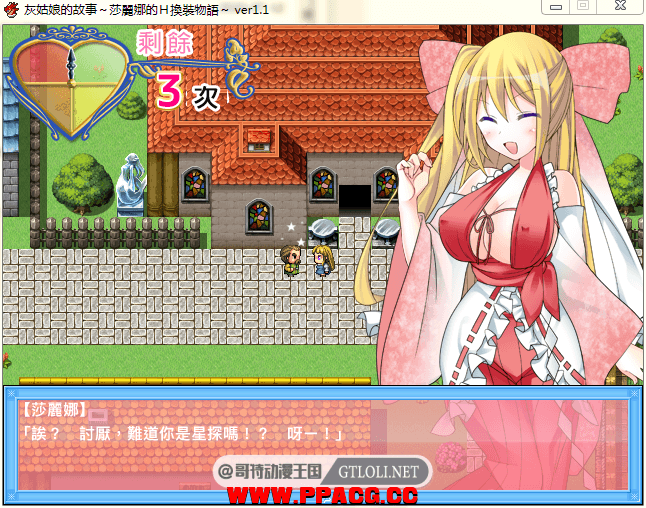 灰姑娘的故事～莎麗娜的Ｈ換裝物語～ ver1.1
剩餘
3 次
【莎麗娜】
「誒？　討厭，難道你是星探嗎！？　呀ー！」
@哥特动漫王国 GTLOLI.NET
WWW.PPACG.CC